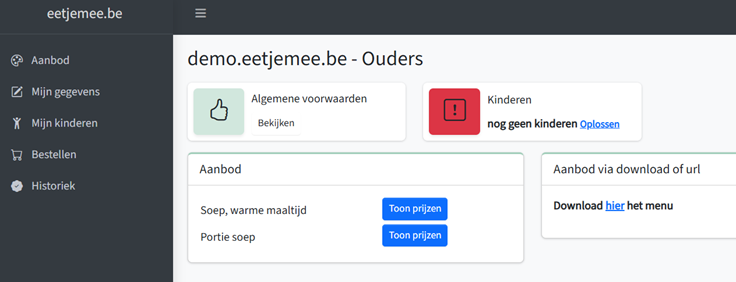 eetjemee.be
Aanbod
Mijn gegevens
Mijn kinderen
Bestellen
Historiek
demo.eetjemee.be - Ouders
Algemene voorwaarden
Bekijken
Kinderen
nog geen kinderen Oplossen
Aanbod
Soep, warme maaltijd Toon prijzen
Portie soep Toon prijzen
Aanbod via download of url
Download hier het menu